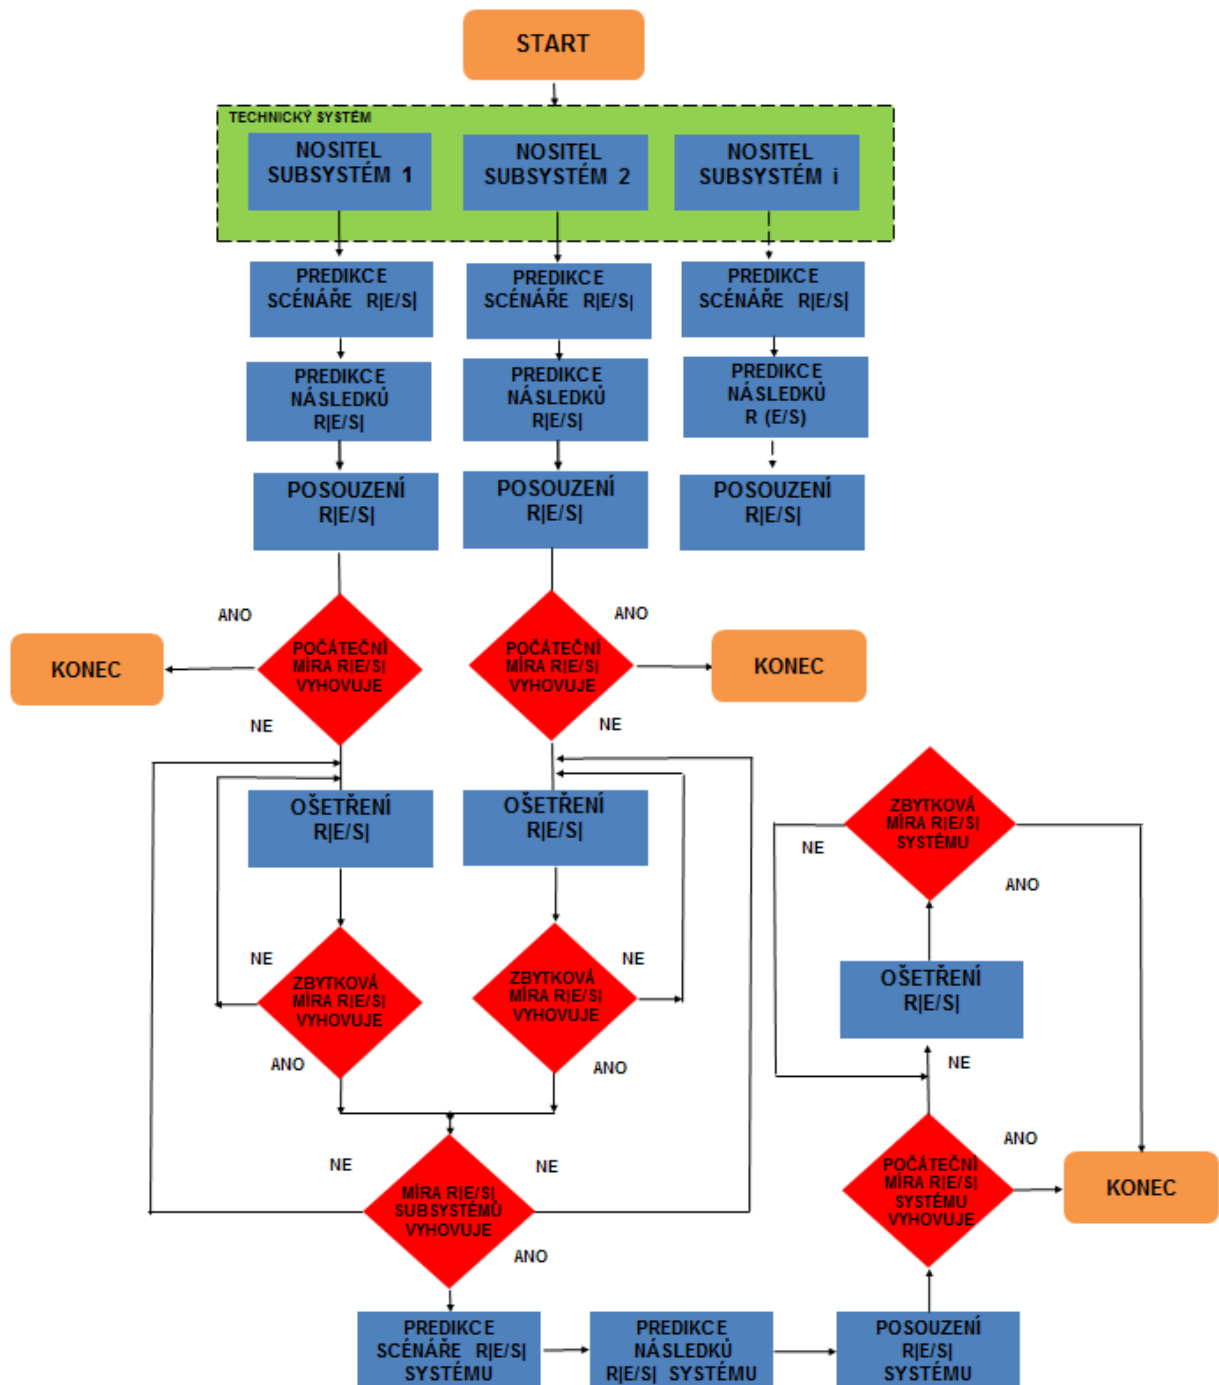 START
TECHNICKÝ SYSTÉM
NOSITEL
SUBSYSTÉM 1
NOSITEL
SUBSYSTÉM 2
NOSITEL
SUBSYSTÉM i
PREDIKCE
SCÉNÁŘE R|E/S|
PREDIKCE
SCÉNÁŘE R|E/S|
PREDIKCE
SCÉNÁŘE R|E/S|
PREDIKCE
NÁSLEDKŮ
R|E/S|
PREDIKCE
NÁSLEDKŮ
R|E/S|
PREDIKCE
NÁSLEDKŮ
R (E/S)
POSOUZENÍ
R|E/S|
POSOUZENÍ
R|E/S|
POSOUZENÍ
R|E/S|
ANO
ANO
KONEC
POČÁTEČNÍ
MÍRA R|E/S|
VYHOVUJE
POČÁTEČNÍ
MÍRA R|E/S|
VYHOVUJE
KONEC
NE
NE
OŠETŘENÍ
R|E/S|
OŠETŘENÍ
R|E/S|
ZBYTKOVÁ
MÍRA R|E/S|
SYSTÉMU
NE
ANO
NE
NE
ZBYTKOVÁ
MÍRA R|E/S|
VYHOVUJE
ZBYTKOVÁ
MÍRA R|E/S|
VYHOVUJE
OŠETŘENÍ
R|E/S|
ANO
ANO
NE
ANO
NE
NE
MÍRA R|E/S|
SUBSYSTÉMŮ
VYHOVUJE
POČÁTEČNÍ
MÍRA R|E/S|
SYSTÉMU
VYHOVUJE
KONEC
ANO
PREDIKCE
SCÉNÁŘE R|E/S|
SYSTÉMU
PREDIKCE
NÁSLEDKŮ
R|E/S| SYSTÉMU
POSOUZENÍ
R|E/S|
SYSTÉMU